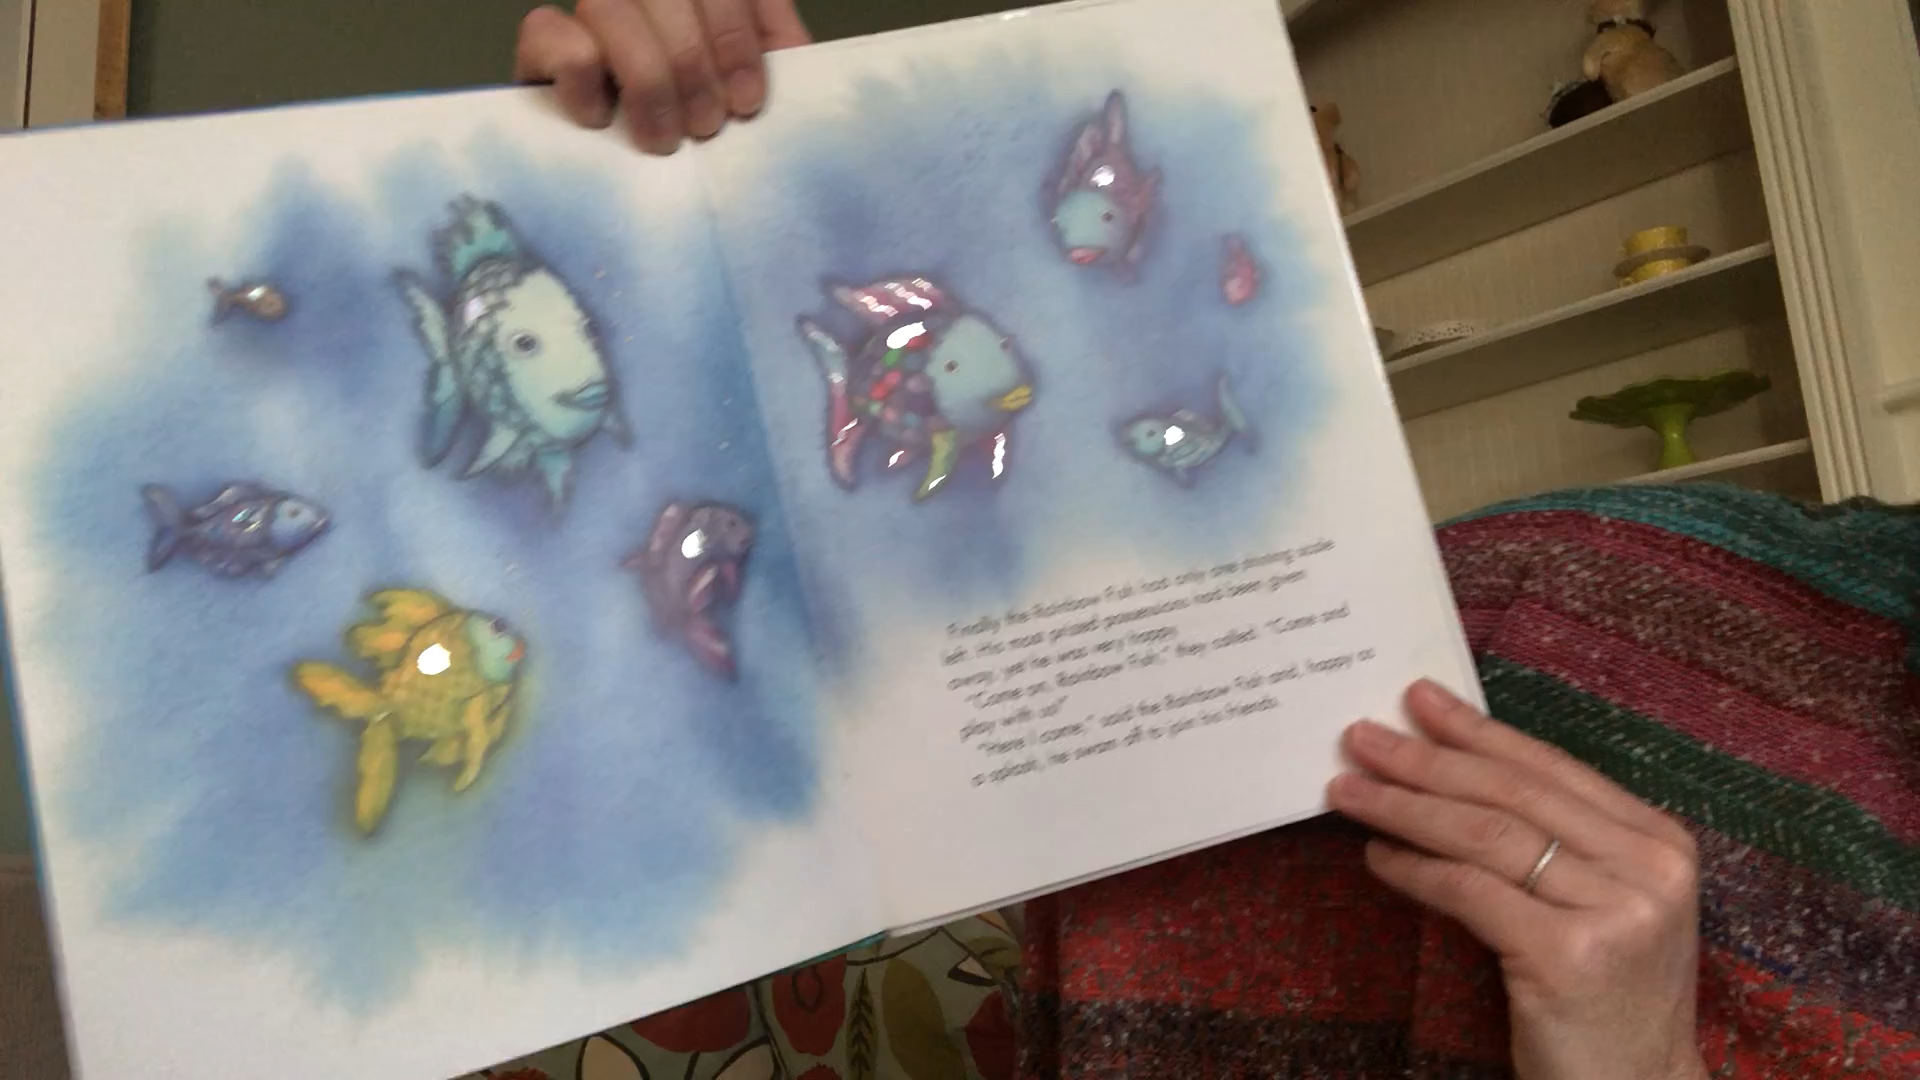 Finally the Rainbow Fish had only one shining scale
left. His most prized possessions had been given
away, yet he was very happy.
"Come on, Rainbow Fish," they called. "Come and
play with us!"
"Here I come," said the Rainbow Fish and, happy as
a splash, he swam off to join his friends.